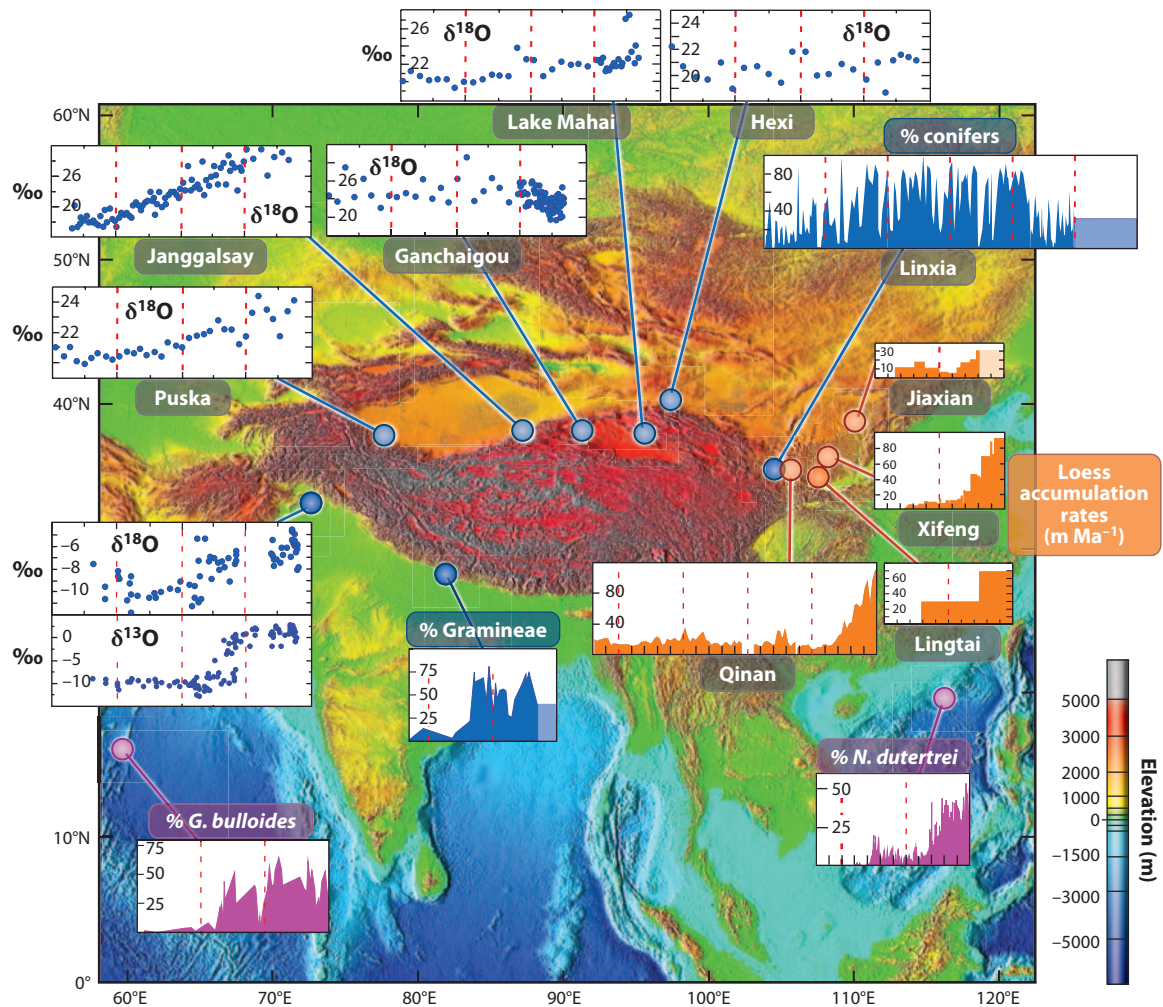 δ18O
‰
26
22
δ18O
24
22
20
Lake Mahai
Hexi
% conifers
80
40
Linxia
60°N
50°N
40°N
10°N
0°
‰
26
20
δ18O
Janggalsay
δ18O
26
22
20
Ganchaigou
‰
24
22
δ18O
Puska
30
10
Jiaxian
80
60
40
20
Xifeng
Loess
accumulation
rates
(m Ma−1)
‰
−6
−8
−10
δ18O
‰
0
−5
−10
δ13O
80
40
Qinan
60
40
20
Lingtai
% Gramineae
75
50
25
% N. dutertrei
50
25
% G. bulloides
75
50
25
5000
3000
2000
1000
0
−1500
−3000
−5000
Elevation (m)
60°E
70°E
80°E
90°E
100°E
110°E
120°E